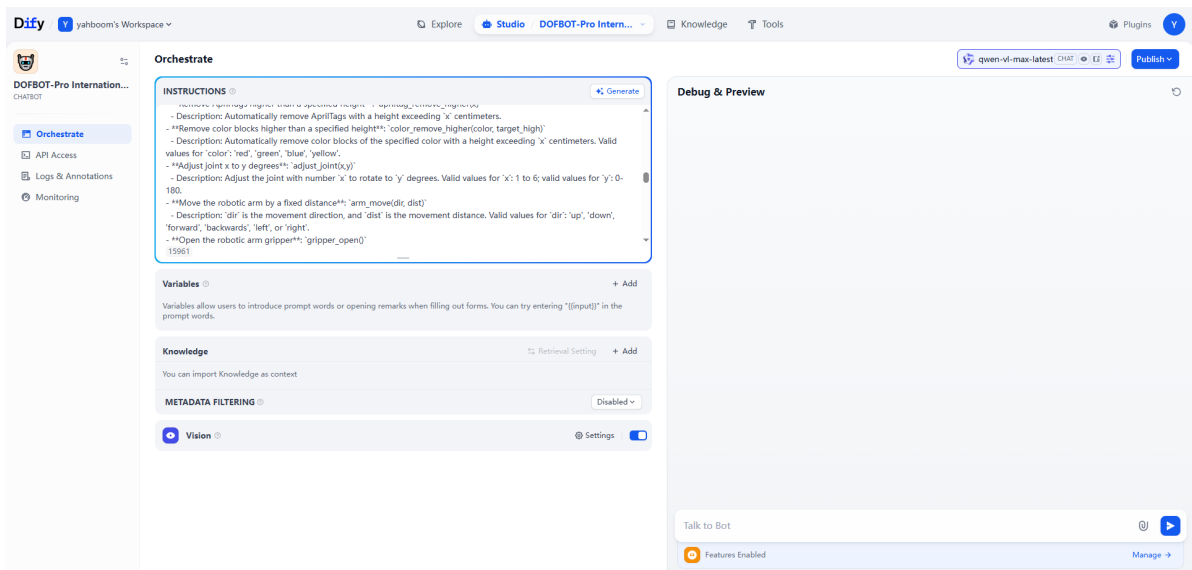 Dify
Y yahboom's Workspace
Explore
Studio
DOFBOT-Pro Intern...
Knowledge
Tools
Plugins
Y
DOFBOT-Pro Internation...
CHATBOT
Orchestrate
API Access
Logs & Annotations
Monitoring
Orchestrate
qwen-vl-max-latest CHAT
Publish
INSTRUCTIONS
Generate
- Description: Automatically remove AprilTags with a height exceeding `x` centimeters.
- **Remove color blocks higher than a specified height**: `color_remove_higher(color, target_high)`
- Description: Automatically remove color blocks of the specified color with a height exceeding `x` centimeters. Valid
values for `color`: 'red', 'green', 'blue', 'yellow'.
- **Adjust joint x to y degrees**: `adjust_joint(x,y)`
- Description: Adjust the joint with number `x` to rotate to `y` degrees. Valid values for `x`: 1 to 6; valid values for `y`: 0-
180.
- **Move the robotic arm by a fixed distance**: `arm_move(dir, dist)`
- Description: `dir` is the movement direction, and `dist` is the movement distance. Valid values for `dir`: 'up', 'down',
'forward', 'backwards', 'left', or 'right'.
- **Open the robotic arm gripper**: `gripper_open()`
15961
Variables
+ Add
Variables allow users to introduce prompt words or opening remarks when filling out forms. You can try entering "{{input}}" in the
prompt words.
Knowledge
Retrieval Setting
+ Add
You can import Knowledge as context
METADATA FILTERING
Disabled
Vision
Settings
Debug & Preview
Talk to Bot
Features Enabled
Manage →